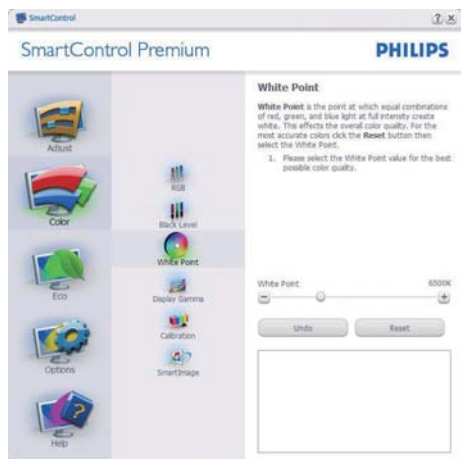 SmartControl
SmartControl Premium
PHILIPS
Adjust
Color
Eco
Options
Help
RGB
Black Level
White Point
Display Gamma
Calibration
SmartImage
White Point
White Point is the point at which equal combinations
of red, green, and blue light at full intensity create
white. This effects the overall color quality. For the
most accurate colors click the Reset button then
select the White Point.
1. Please select the White Point value for the best
possible color quality.
White Point 6500K
Undo Reset